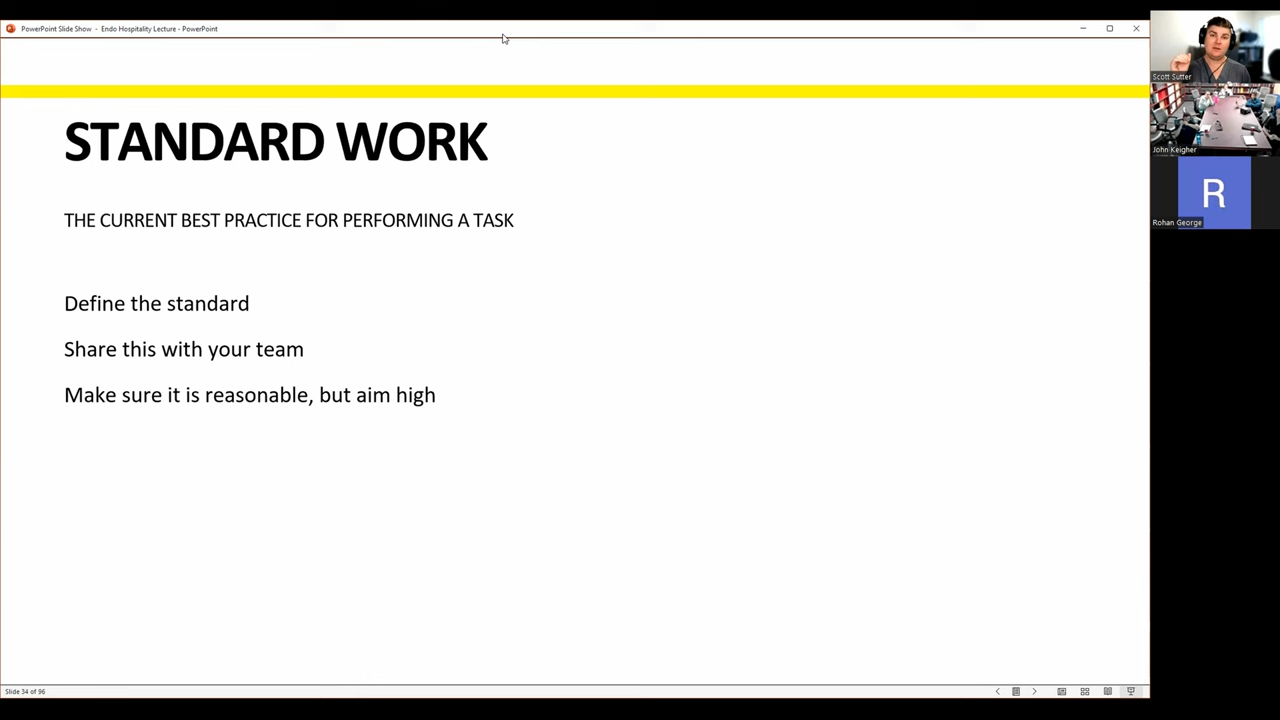 PowerPoint Slide Show - Endo Hospitality Lecture - PowerPoint
STANDARD WORK
THE CURRENT BEST PRACTICE FOR PERFORMING A TASK
Define the standard
Share this with your team
Make sure it is reasonable, but aim high
Slide 34 of 96
Scott Sutter
John Keigher
R
Rohan George